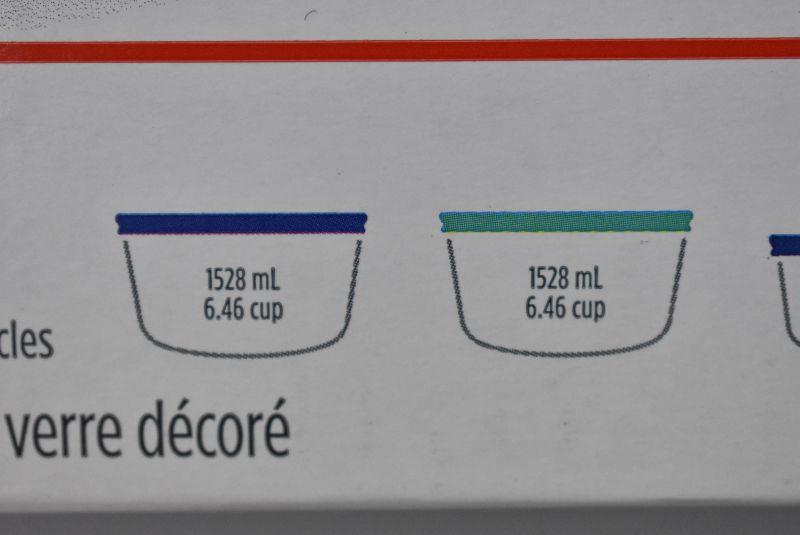 1528 mL
6.46 cup
1528 mL
6.46 cup
cles
verre décoré